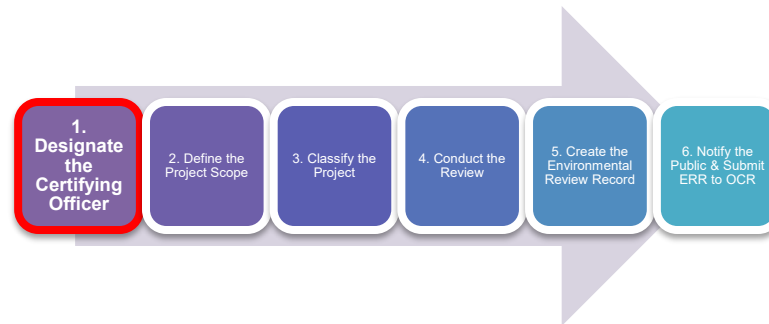 1.
Designate
the
Certifying
Officer
2. Define the
Project Scope
3. Classify the
Project
4. Conduct the
Review
5. Create the
Environmental
Review Record
6. Notify the
Public & Submit
ERR to OCR